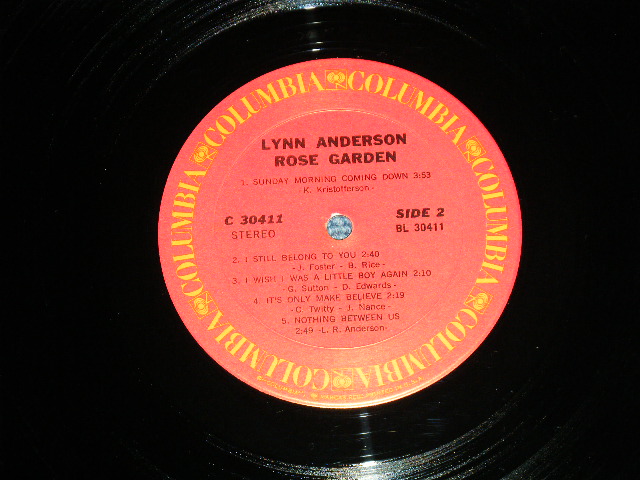 COLUMBIA COLUMBIA COLUMBIA COLUMBIA COLUMBIA COLUMBIA
LYNN ANDERSON
ROSE GARDEN
1. SUNDAY MORNING COMING DOWN 3:53
-K. Kristofferson-
C 30411
STEREO
SIDE 2
BL 30411
2. I STILL BELONG TO YOU 2:40
-J. Foster - B. Rice-
3. I WISH I WAS A LITTLE BOY AGAIN 2:10
-G. Sutton - D. Edwards-
4. IT'S ONLY MAKE BELIEVE 2:19
-C. Twitty - J. Nance-
5. NOTHING BETWEEN US
2:49 -L. R. Anderson-